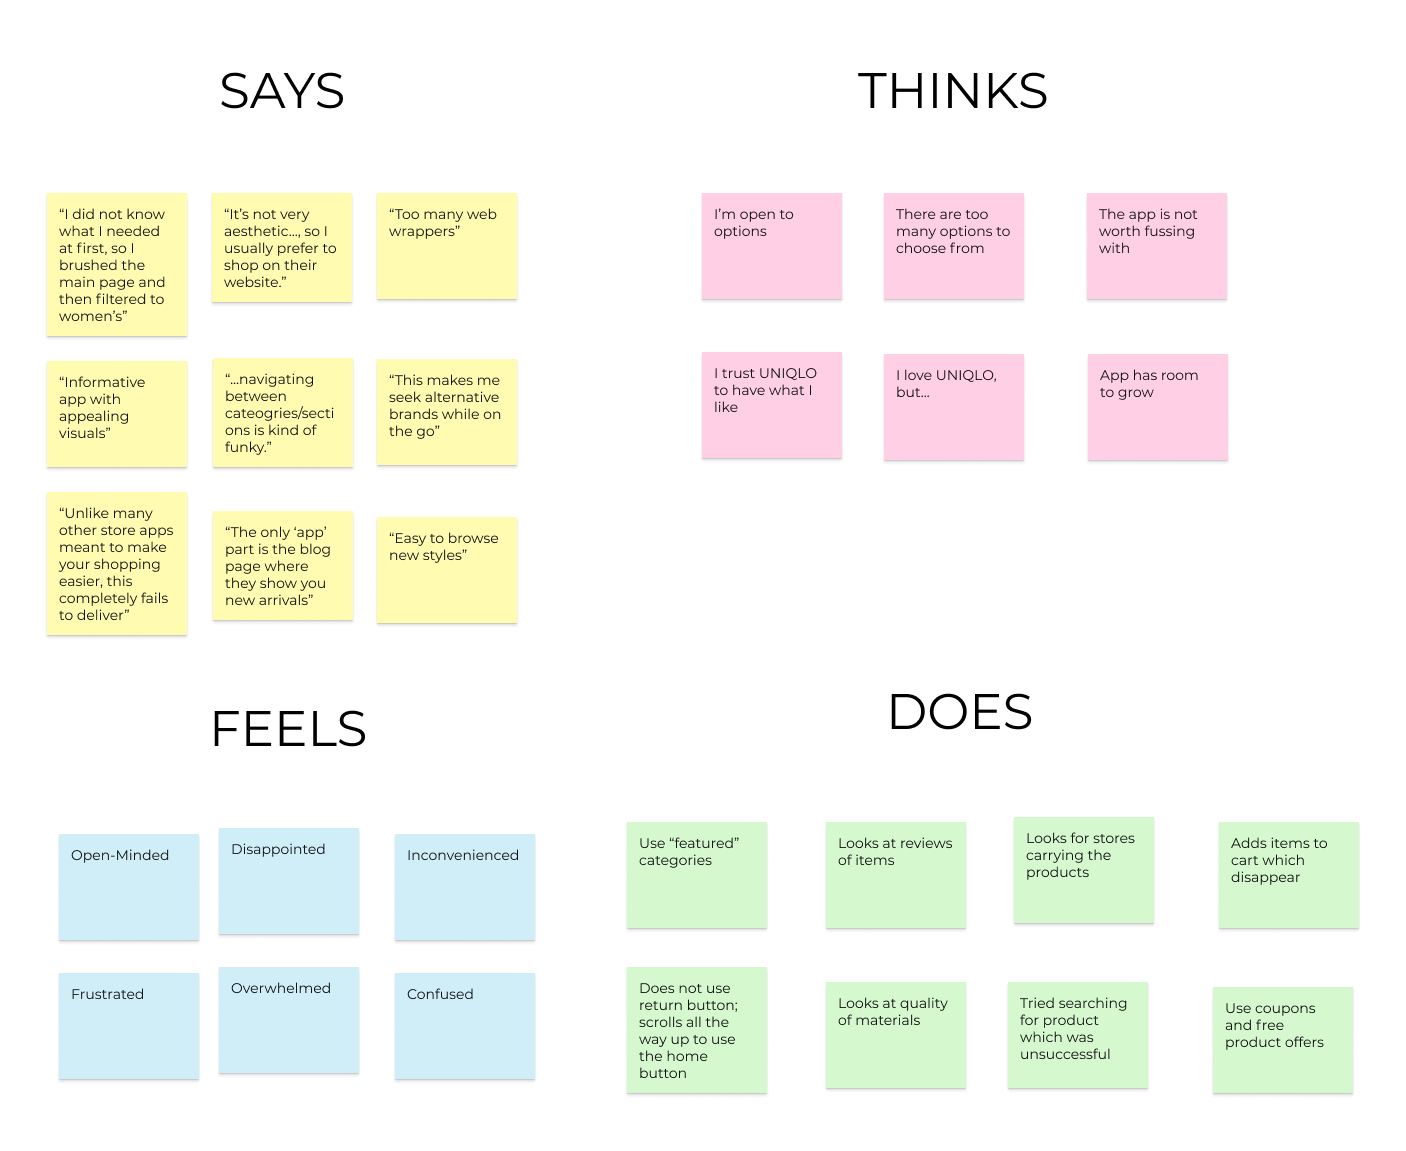 SAYS
“I did not know
what I needed
at first, so I
brushed the
main page and
then filtered to
women’s”
“It’s not very
aesthetic..., so I
usually prefer to
shop on their
website.”
“Too many web
wrappers”
“Informative
app with
appealing
visuals”
“...navigating
between
cateogries/secti
ons is kind of
funky.”
“This makes me
seek alternative
brands while on
the go”
“Unlike many
other store apps
meant to make
your shopping
easier, this
completely fails
to deliver”
“The only ‘app’
part is the blog
page where
they show you
new arrivals”
“Easy to browse
new styles”
THINKS
I’m open to
options
There are too
many options to
choose from
The app is not
worth fussing
with
I trust UNIQLO
to have what I
like
I love UNIQLO,
but...
App has room
to grow
FEELS
Open-Minded
Disappointed
Inconvenienced
Frustrated
Overwhelmed
Confused
DOES
Use “featured”
categories
Looks at reviews
of items
Looks for stores
carrying the
products
Adds items to
cart which
disappear
Does not use
return button;
scrolls all the
way up to use
the home
button
Looks at quality
of materials
Tried searching
for product
which was
unsuccessful
Use coupons
and free
product offers